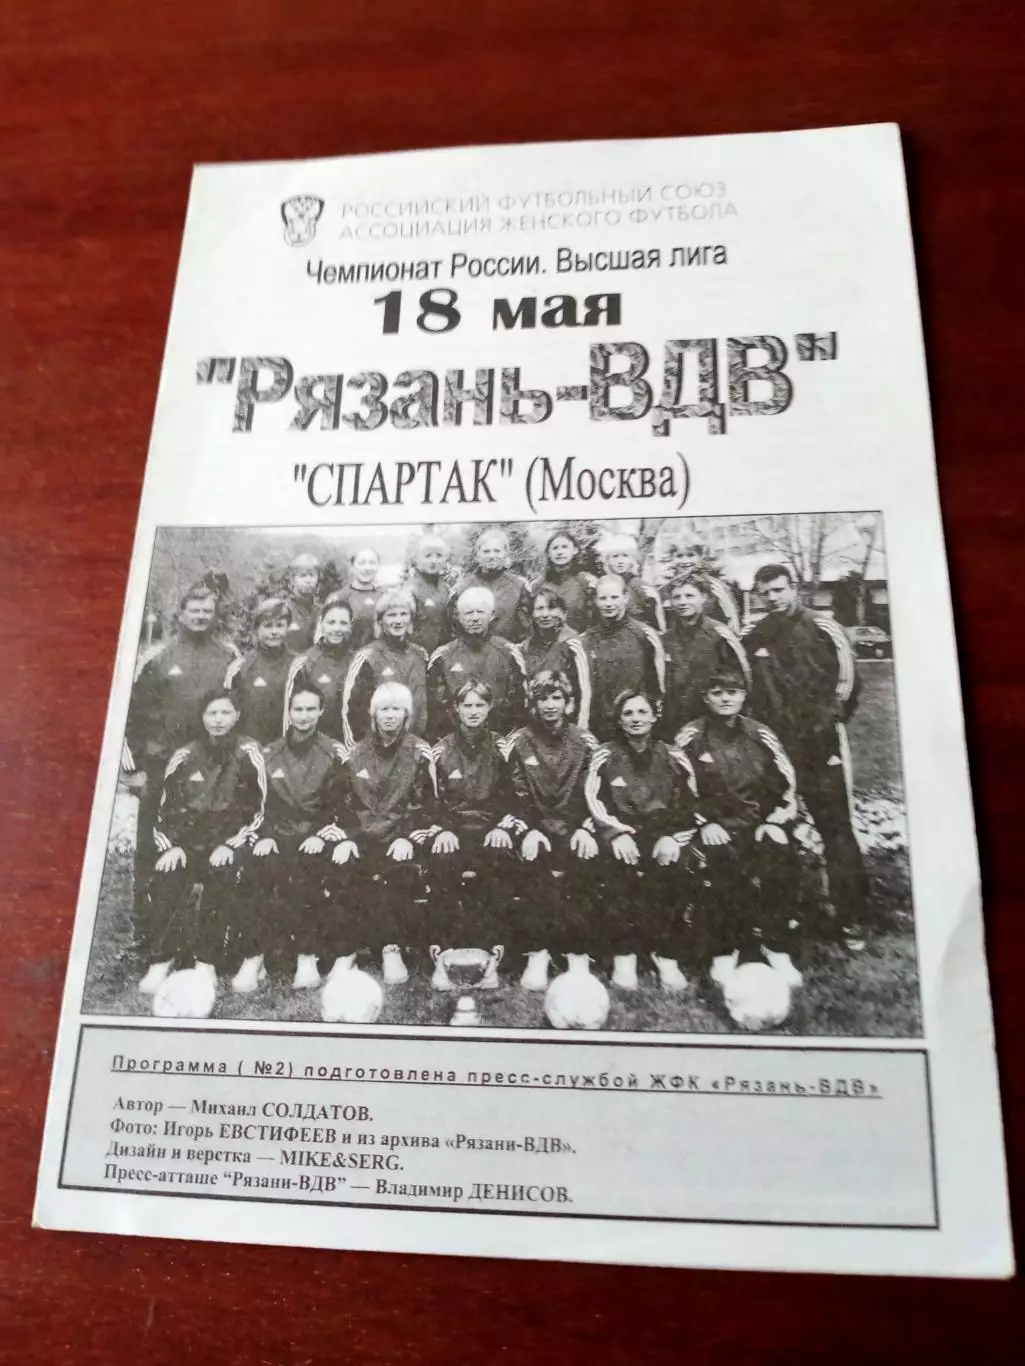 РОССИЙСКИЙ ФУТБОЛЬНЫЙ СОЮЗ
АССОЦИАЦИЯ ЖЕНСКОГО ФУТБОЛА
Чемпионат России. Высшая лига
18 мая
"Рязань-ВДВ"
"СПАРТАК" (Москва)
Программа ( №2) подготовлена пресс-службой ЖФК «Рязань-ВДВ»
Автор — Михаил СОЛДАТОВ.
Фото: Игорь ЕВСТИФЕЕВ и из архива «Рязани-ВДВ».
Дизайн и верстка — MIKE&SERG.
Пресс-атташе "Рязани-ВДВ" — Владимир ДЕНИСОВ.